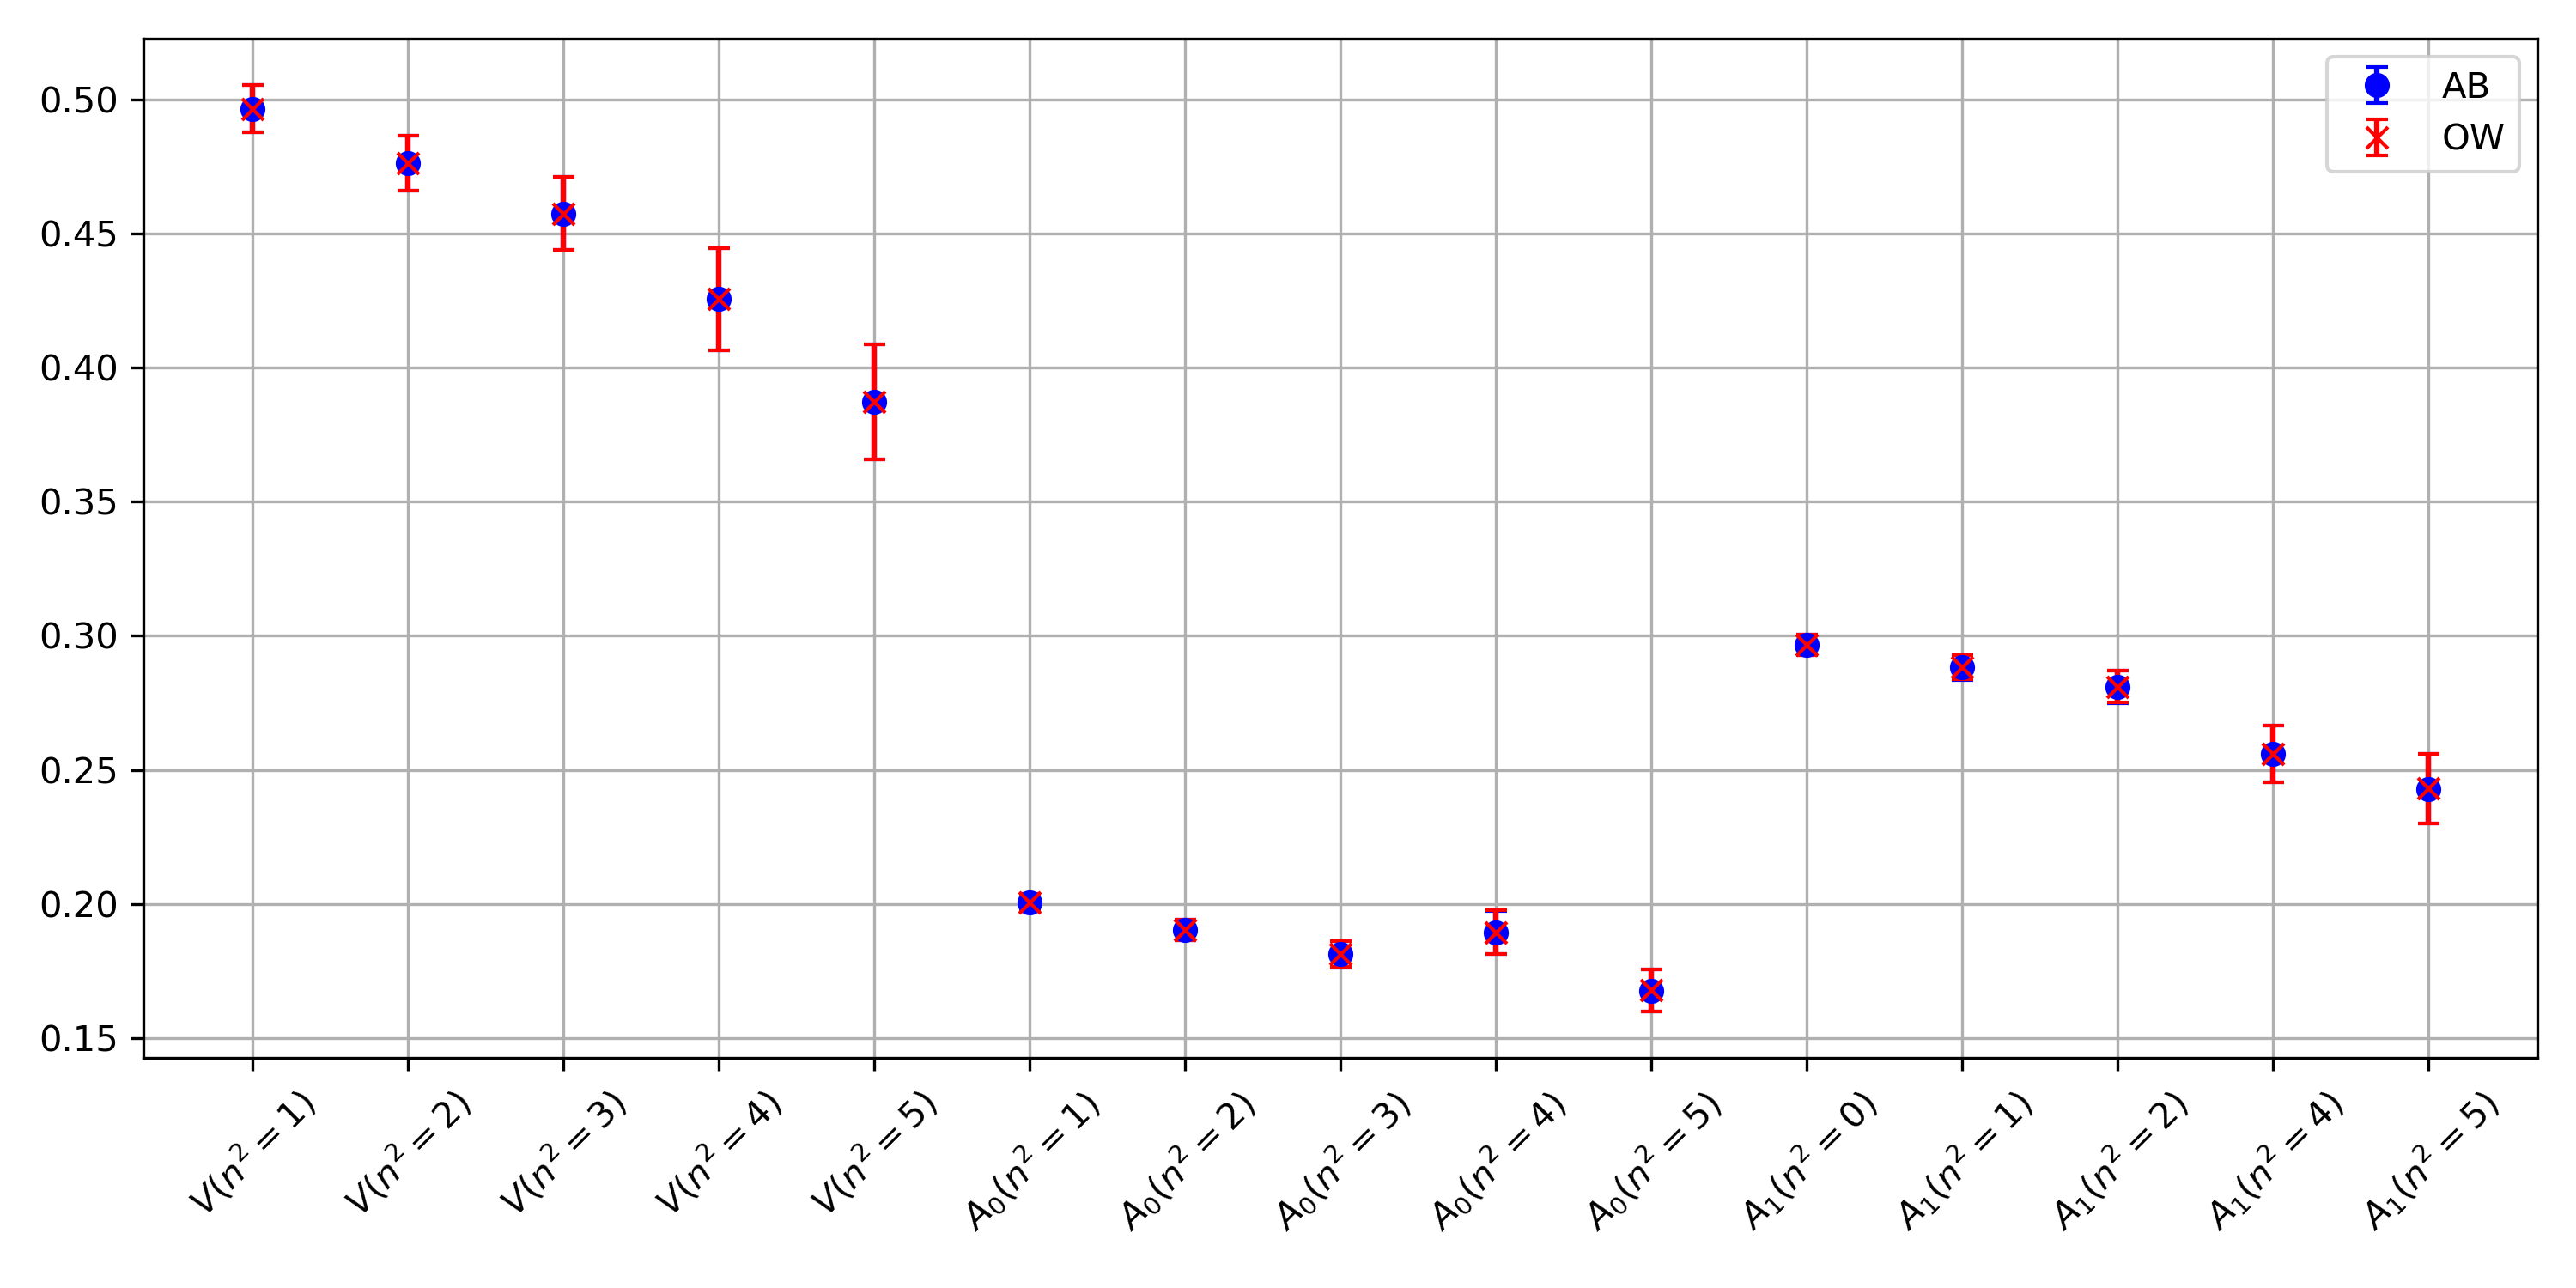 0.50
0.45
0.40
0.35
0.30
0.25
0.20
0.15
AB
OW
V(n²=1)
V(n²=2)
V(n²=3)
V(n²=4)
V(n²=5)
A₀(n²=1)
A₀(n²=2)
A₀(n²=3)
A₀(n²=4)
A₀(n²=5)
A₁(n²=0)
A₁(n²=1)
A₁(n²=2)
A₁(n²=4)
A₁(n²=5)